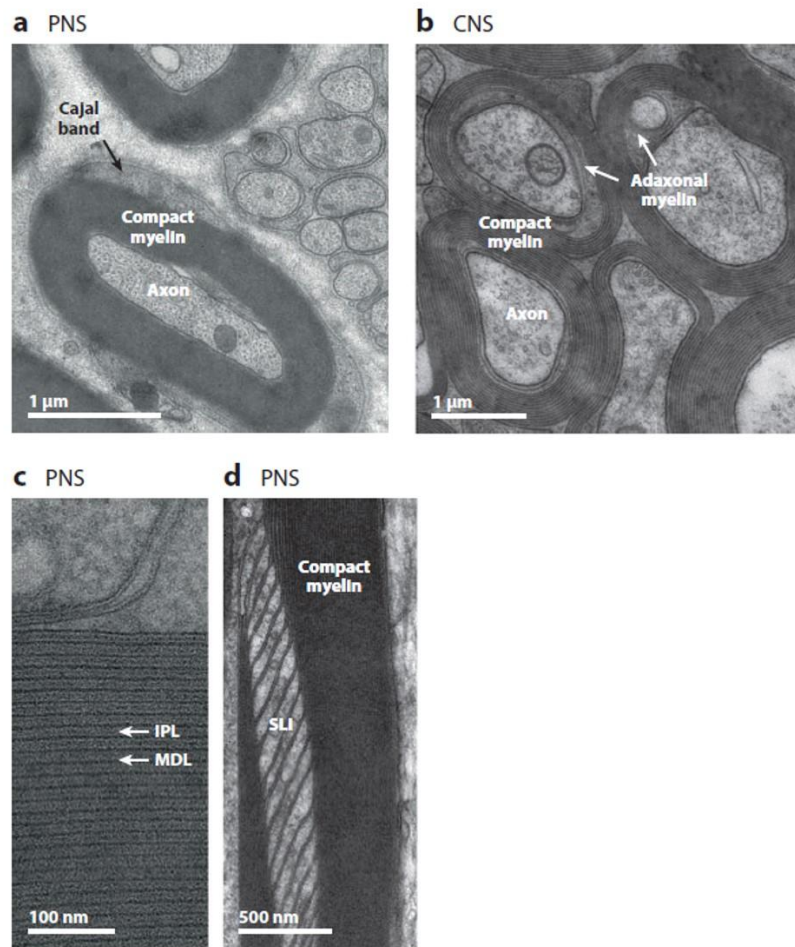 a PNS
Cajal
band
Compact
myelin
Axon
1 μm
b CNS
Adaxonal
myelin
Compact
myelin
Axon
1 μm
c PNS
IPL
MDL
100 nm
d PNS
Compact
myelin
SLI
500 nm